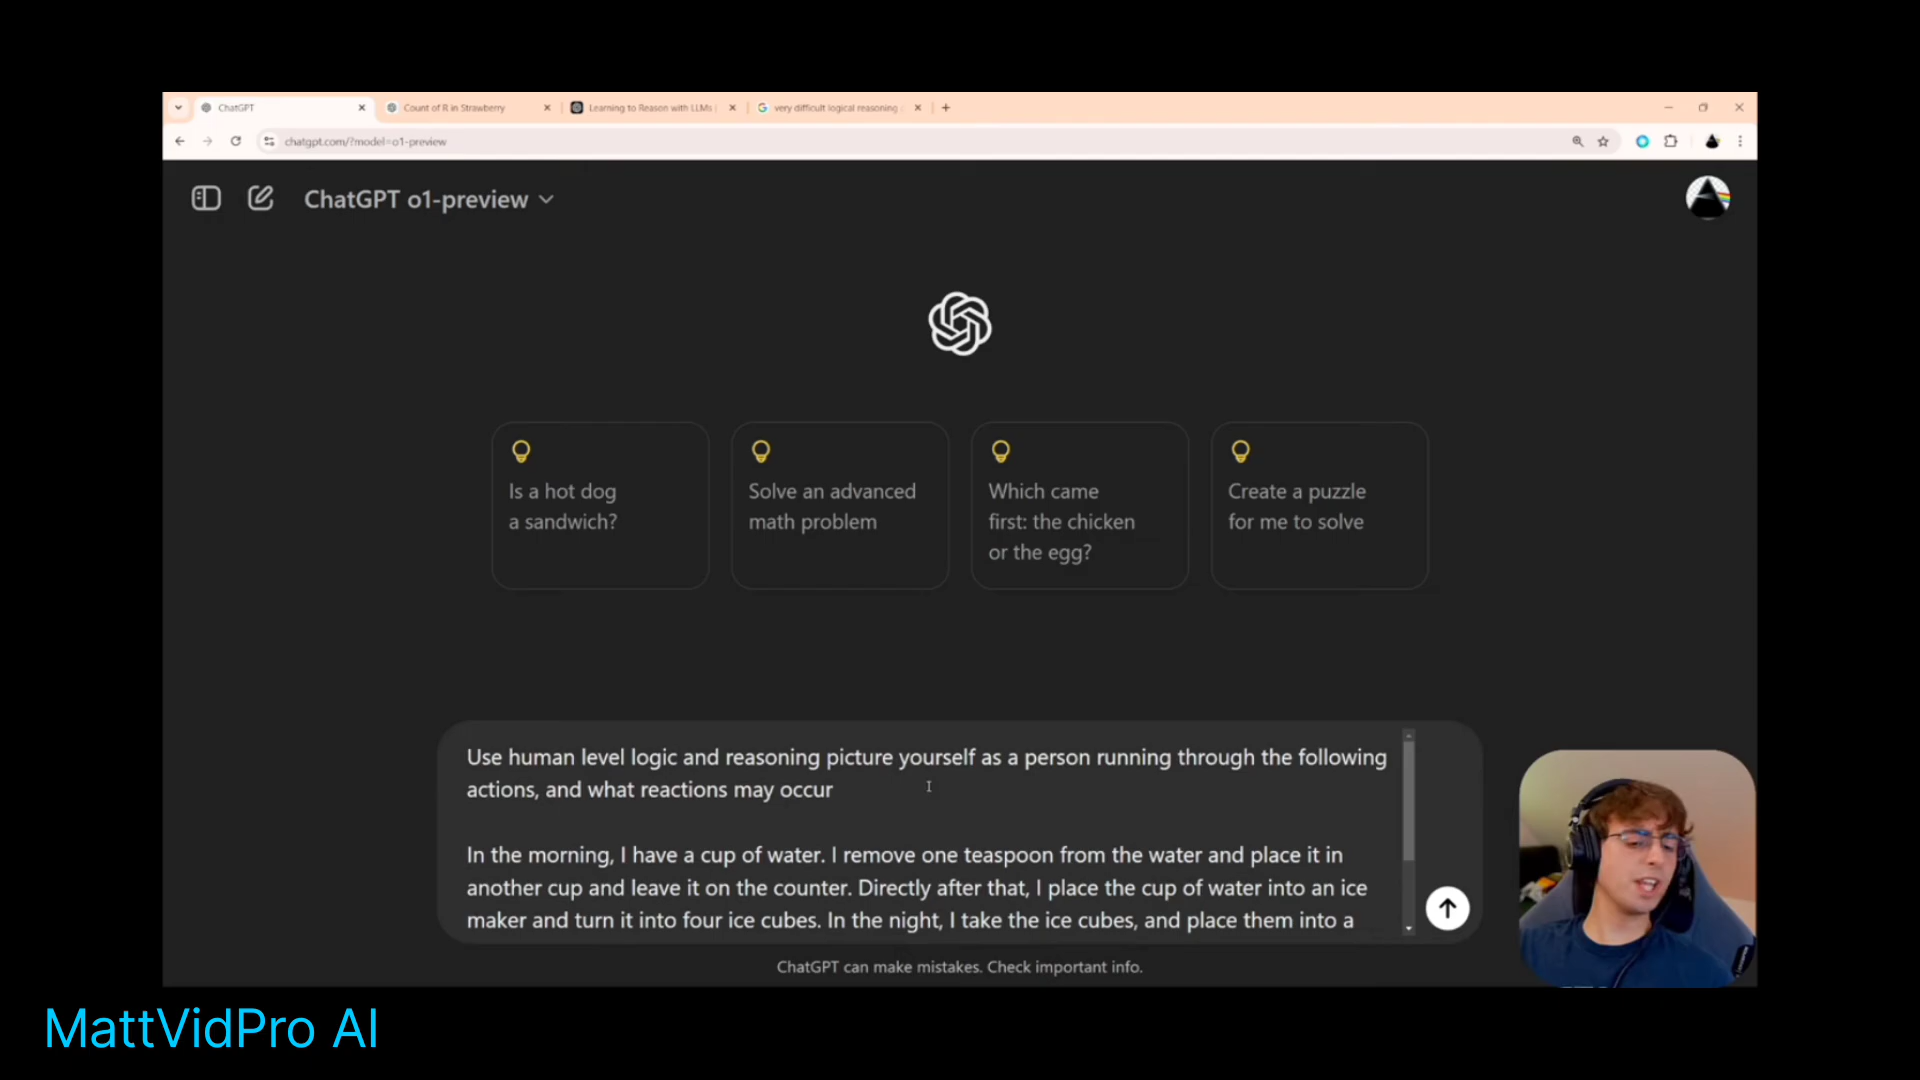 ChatGPT
Count of R in Strawberry
Learning to Reason with LLMs |
very difficult logical reasoning
chatgpt.com/?model=o1-preview
ChatGPT o1-preview
Is a hot dog
a sandwich?
Solve an advanced
math problem
Which came
first: the chicken
or the egg?
Create a puzzle
for me to solve
Use human level logic and reasoning picture yourself as a person running through the following
actions, and what reactions may occur
In the morning, I have a cup of water. I remove one teaspoon from the water and place it in
another cup and leave it on the counter. Directly after that, I place the cup of water into an ice
maker and turn it into four ice cubes. In the night, I take the ice cubes, and place them into a
ChatGPT can make mistakes. Check important info.
MattVidPro AI